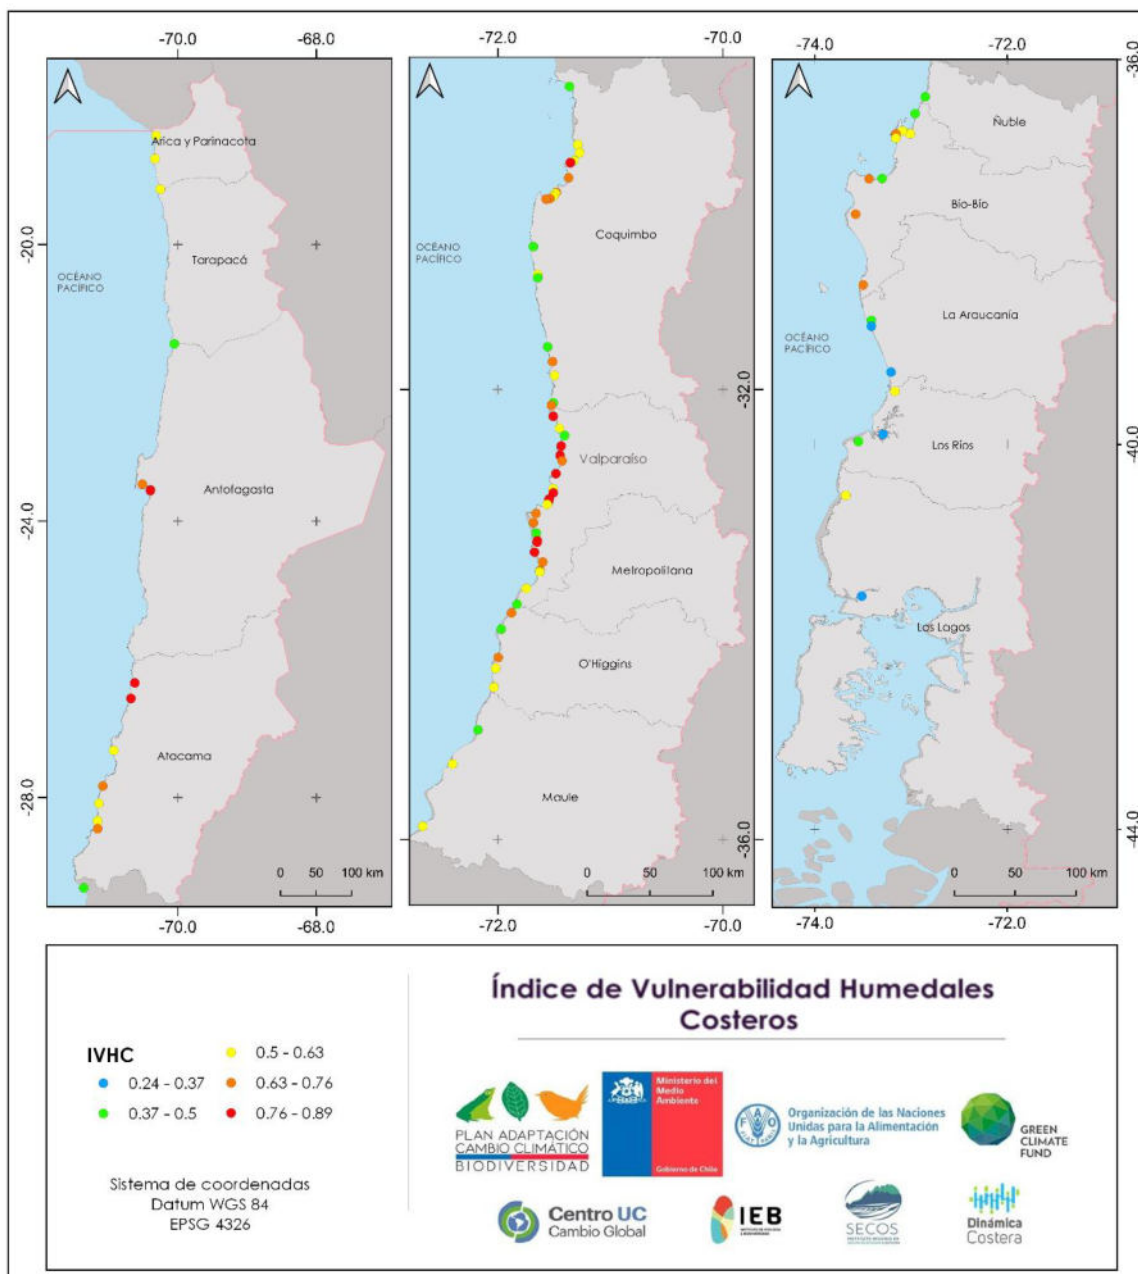 -70.0 -68.0
-72.0 -70.0
-74.0 -72.0
-36.0
Arica y Parinacota
-20.0
OCÉANO
PACÍFICO
Tarapacá
Antofagasta
-24.0
Atacama
-28.0
0 50 100 km
-70.0 -68.0
Coquimbo
OCÉANO
PACÍFICO
-32.0
Valparaíso
Metropolitana
O'Higgins
Maule
-36.0
0 50 100 km
-72.0 -70.0
Ñuble
Bío-Bío
La Araucanía
OCÉANO
PACÍFICO
-40.0
Los Ríos
Los Lagos
-44.0
0 50 100 km
-74.0 -72.0
IVHC
0.24 - 0.37
0.37 - 0.5
0.5 - 0.63
0.63 - 0.76
0.76 - 0.89
Sistema de coordenadas
Datum WGS 84
EPSG 4326
Índice de Vulnerabilidad Humedales
Costeros
PLAN ADAPTACIÓN
CAMBIO CLIMÁTICO
BIODIVERSIDAD
Ministerio del
Medio
Ambiente
Gobierno de Chile
FAO
FIAT PANIS
Organización de las Naciones
Unidas para la Alimentación
y la Agricultura
GREEN
CLIMATE
FUND
Centro UC
Cambio Global
IEB
SECOS
Dinámica
Costera